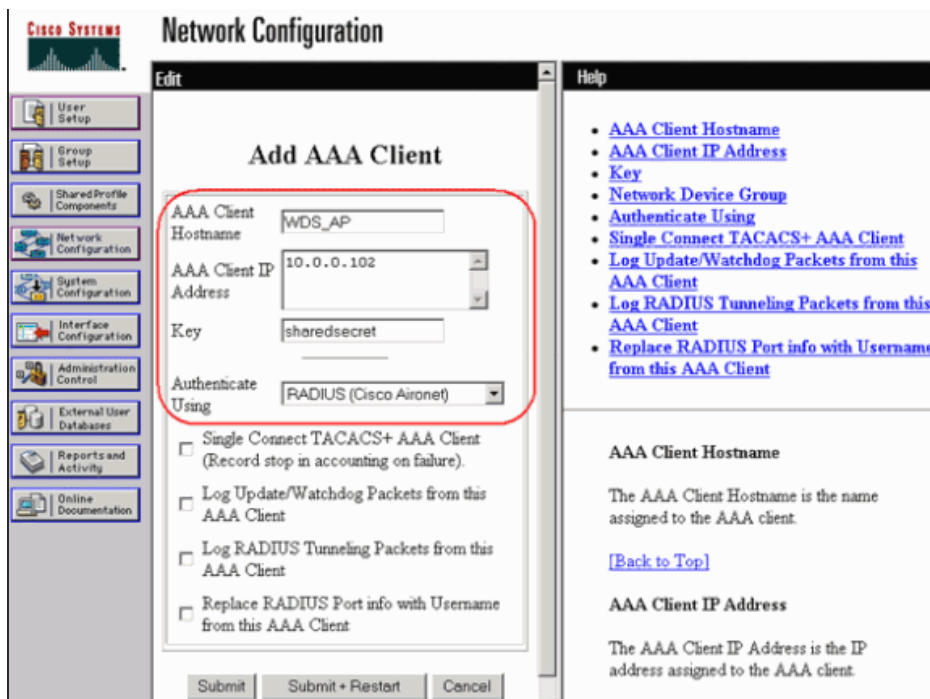 CISCO SYSTEMS
Network Configuration
User
Setup
Group
Setup
Shared Profile
Components
Network
Configuration
System
Configuration
Interface
Configuration
Administration
Control
External User
Databases
Reports and
Activity
Online
Documentation
Edit
Add AAA Client
AAA Client
Hostname
WDS_AP
AAA Client IP
Address
10.0.0.102
Key
sharedsecret
Authenticate
Using
RADIUS (Cisco Aironet)
Single Connect TACACS+ AAA Client
(Record stop in accounting on failure).
Log Update/Watchdog Packets from this
AAA Client
Log RADIUS Tunneling Packets from this
AAA Client
Replace RADIUS Port info with Username
from this AAA Client
Submit
Submit + Restart
Cancel
Help
• AAA Client Hostname
• AAA Client IP Address
• Key
• Network Device Group
• Authenticate Using
• Single Connect TACACS+ AAA Client
• Log Update/Watchdog Packets from this
AAA Client
• Log RADIUS Tunneling Packets from this
AAA Client
• Replace RADIUS Port info with Username
from this AAA Client
AAA Client Hostname
The AAA Client Hostname is the name
assigned to the AAA client.
[Back to Top]
AAA Client IP Address
The AAA Client IP Address is the IP
address assigned to the AAA client.